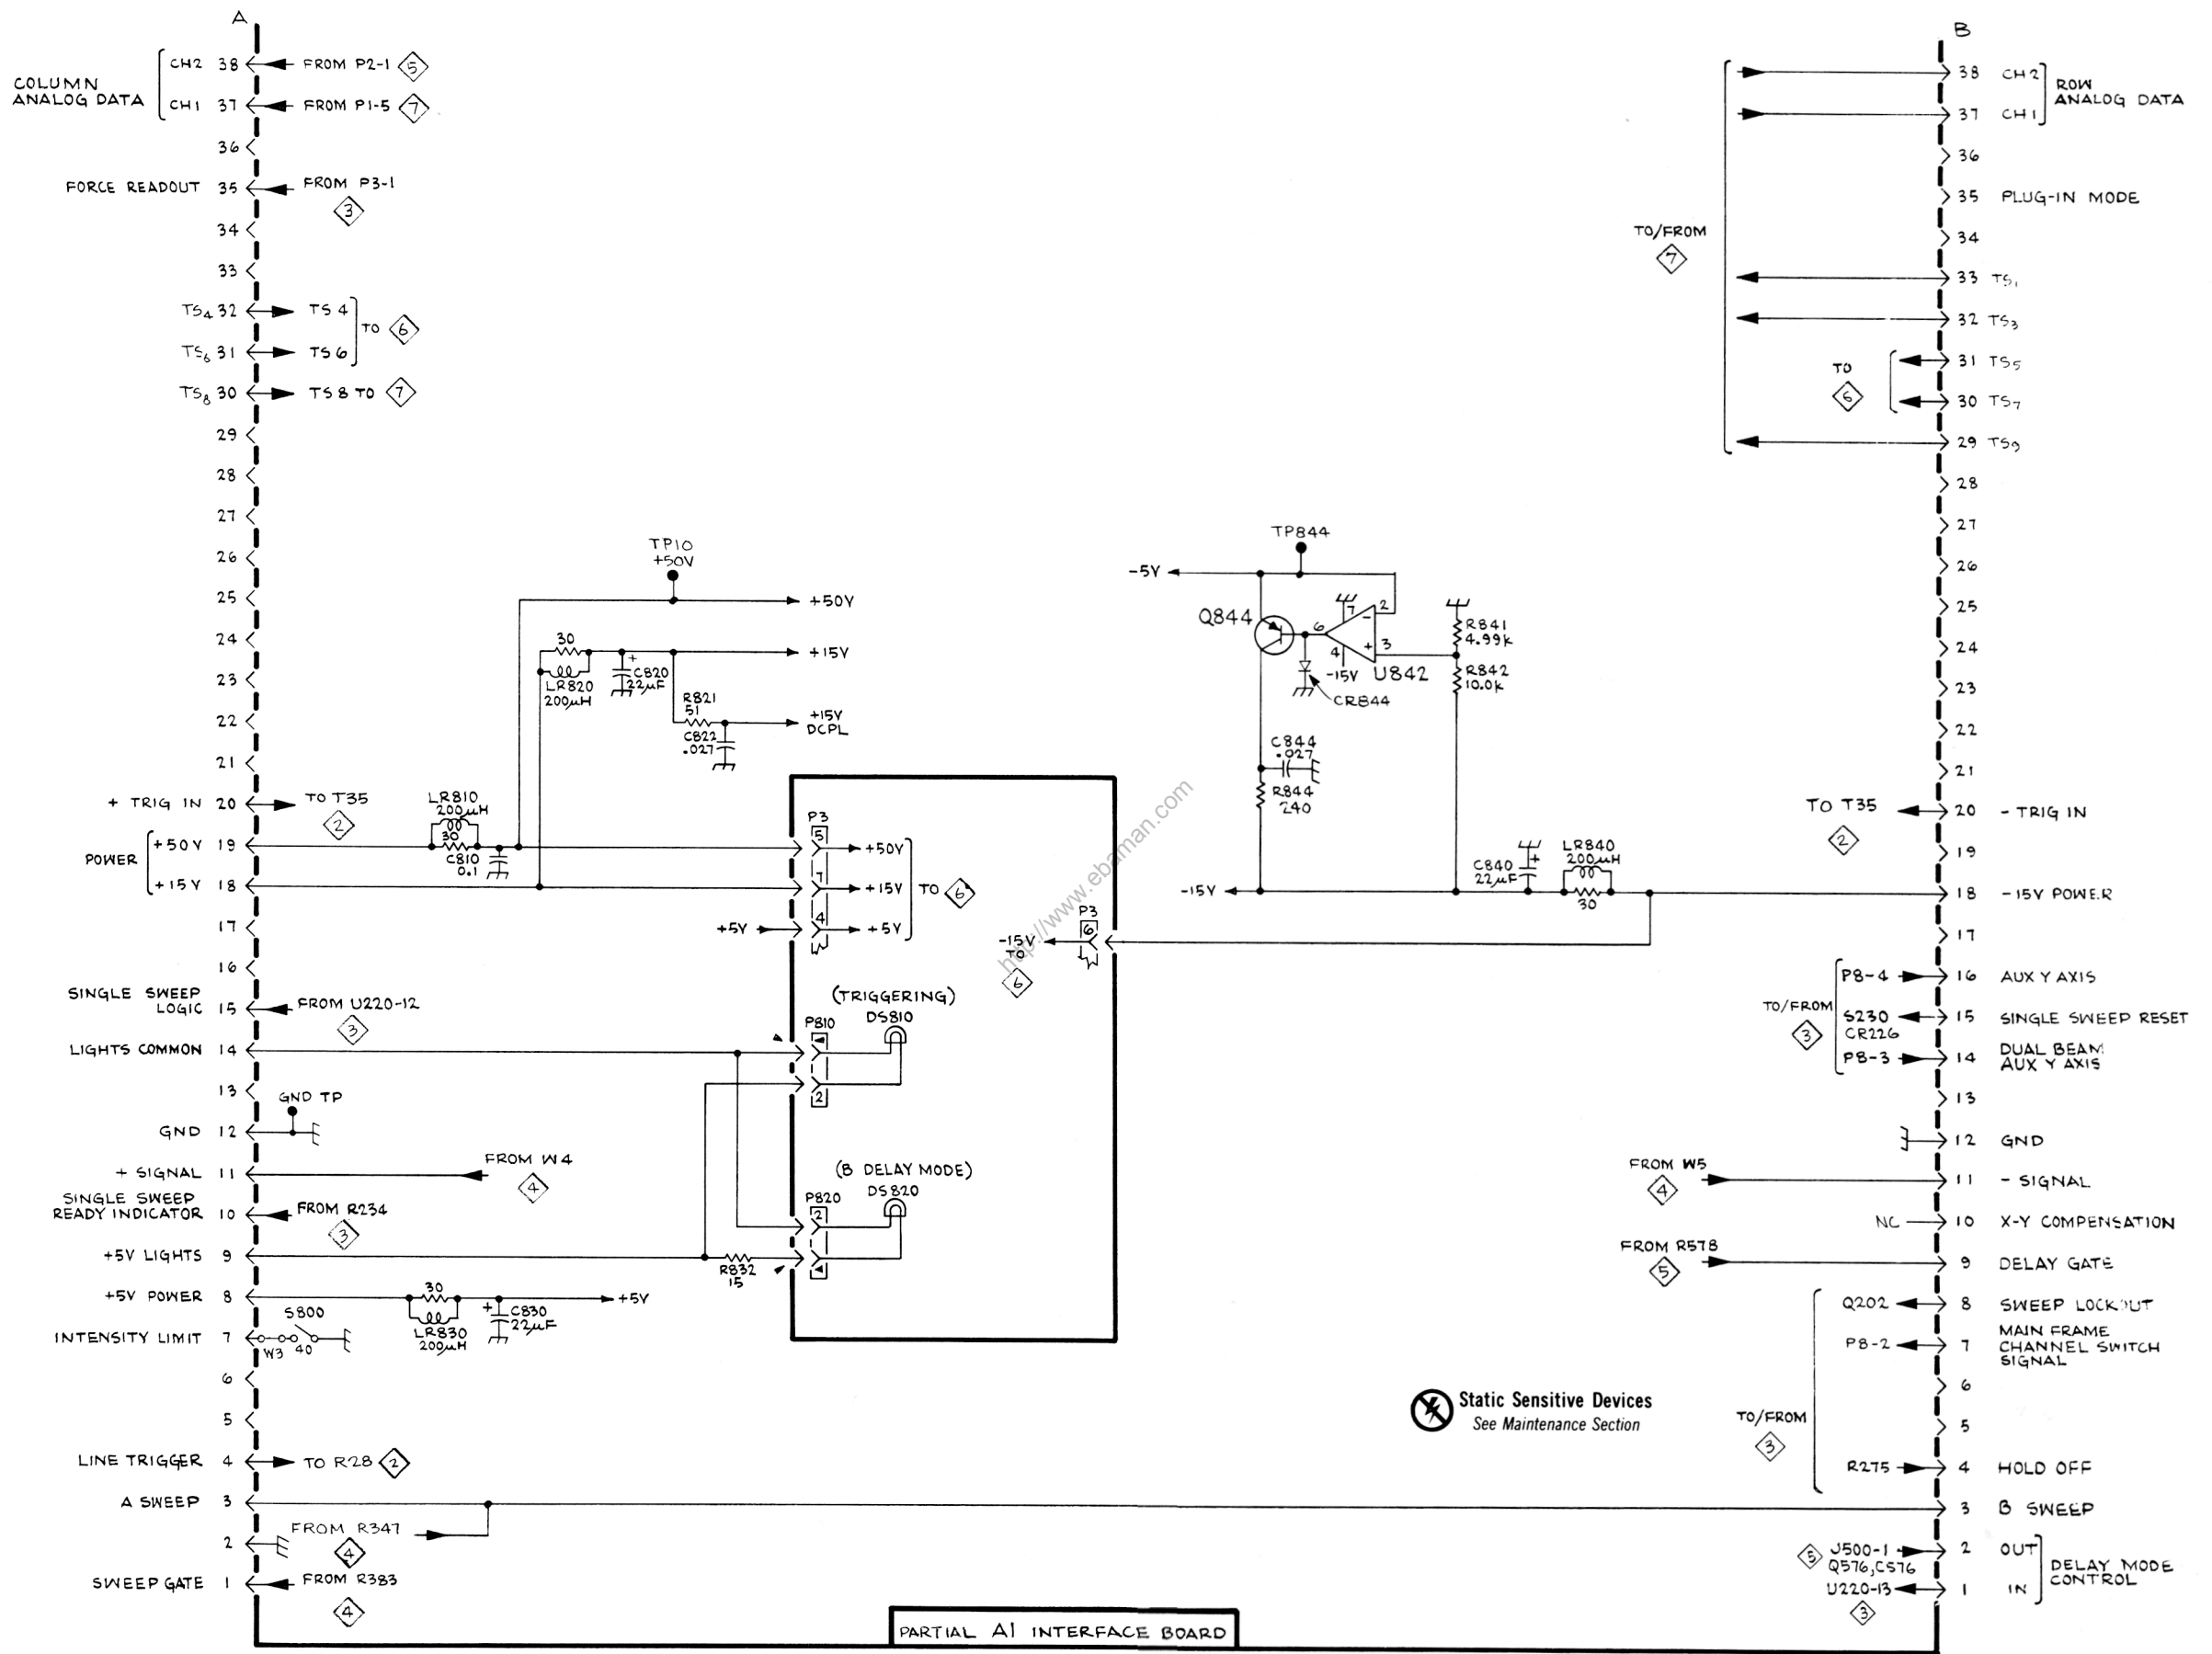 A
CH2 38 FROM P2-1 5
COLUMN
ANALOG DATA
CH1 37 FROM P1-5 7
36
FORCE READOUT 35 FROM P3-1
3
34
33
TS4 32 TS 4
TO 6
TS6 31 TS 6
TS8 30 TS 8 TO 7
29
28
27
26
25
24
23
22
21
+ TRIG IN 20 TO T35
2
POWER
+50V 19
+15V 18
17
16
SINGLE SWEEP
LOGIC 15 FROM U220-12
3
LIGHTS COMMON 14
13
GND TP
GND 12
+ SIGNAL 11
FROM W4
4
SINGLE SWEEP
READY INDICATOR 10 FROM R234
3
+5V LIGHTS 9
+5V POWER 8
INTENSITY LIMIT 7
S800
W3 40
6
5
LINE TRIGGER 4 TO R28 2
A SWEEP 3
2
FROM R347
4
SWEEP GATE 1 FROM R383
4
TP10
+50V
+50V
30
+15V
LR820
200µH
C820
22µF
+
R821
51
+15V
DCPL
C822
.027
LR810
200µH
30
C810
0.1
P3
5 +50V
7 +15V
4 +5V
TO 6
+5V
P3
6
-15V
TO
6
(TRIGGERING)
DS810
P810
2
(B DELAY MODE)
DS820
P820
2
R832
15
30
LR830
200µH
+
C830
22µF
+5V
TP844
-5V
Q844
6
7
2
-
+
3
4
-15V
U842
CR844
R841
4.99K
R842
10.0K
C844
.027
R844
240
-15V
C840
22µF
+
LR840
200µH
30
http://www.ebaman.com
B
38 CH2
37 CH1
ROW
ANALOG DATA
36
35 PLUG-IN MODE
34
TO/FROM
7
33 TS1
32 TS3
31 TS5
30 TS7
TO
6
29 TS9
28
27
26
25
24
23
22
21
TO T35
2
20 - TRIG IN
19
18 -15V POWER
17
TO/FROM
3
P8-4 16 AUX Y AXIS
S230
CR226
15 SINGLE SWEEP RESET
P8-3 14 DUAL BEAM
AUX Y AXIS
13
12 GND
FROM W5
4
11 - SIGNAL
NC 10 X-Y COMPENSATION
FROM R578
5
9 DELAY GATE
Q202 8 SWEEP LOCKOUT
P8-2 7 MAIN FRAME
CHANNEL SWITCH
SIGNAL
6
5
TO/FROM
3
R275 4 HOLD OFF
3 B SWEEP
5 J500-1 2 OUT
Q576, C576
U220-13 1 IN
3
DELAY MODE
CONTROL
Static Sensitive Devices
See Maintenance Section
PARTIAL A1 INTERFACE BOARD